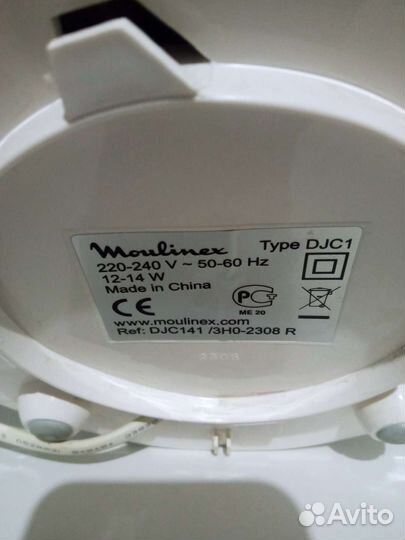 Moulinex Type DJC1
220-240 V ~ 50-60 Hz
12-14 W
Made in China
CE PCT
ME 20
www.moulinex.com
Ref: DJC141 /3H0-2308 R
2308
Avito